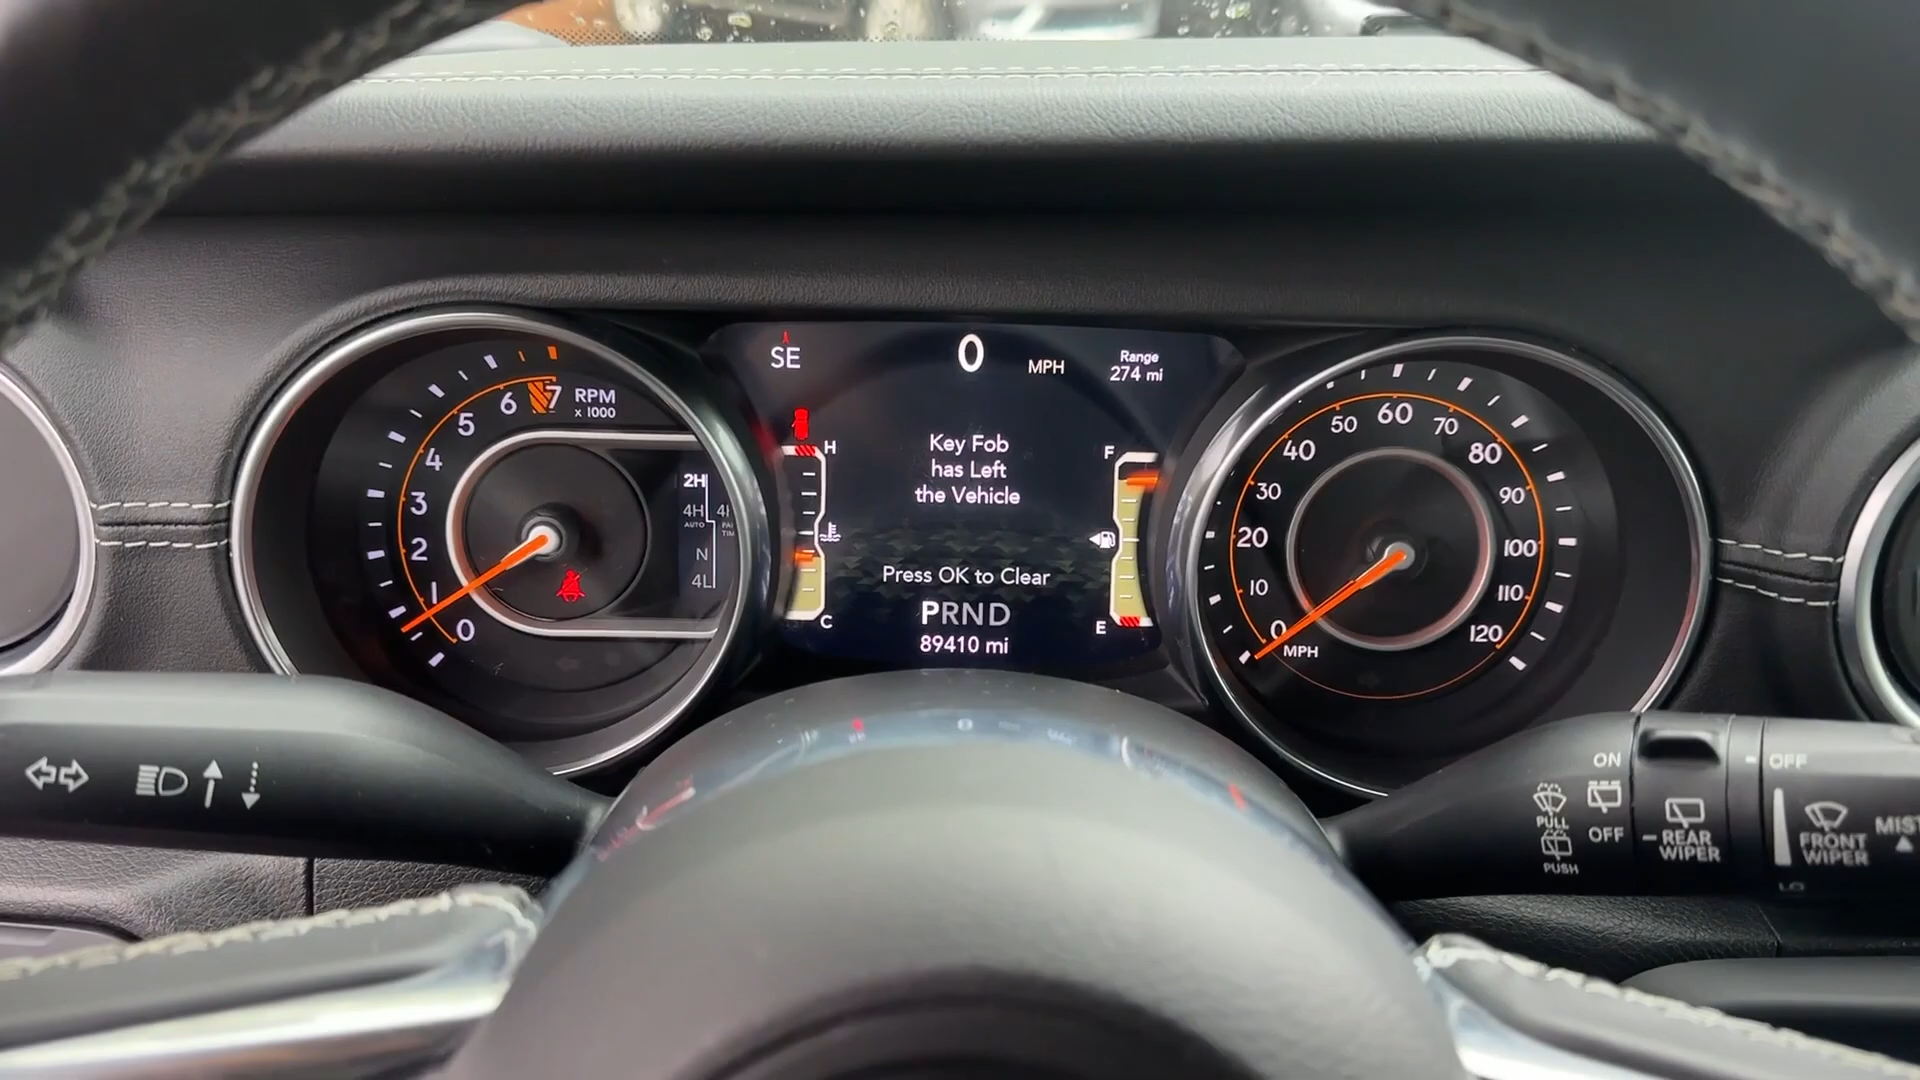 SE
0
MPH
Range
274 mi
7
RPM
x 1000
6
5
4
3
2
1
0
2H
4H
AUTO
N
4L
H
C
Key Fob
has Left
the Vehicle
Press OK to Clear
PRND
89410 mi
F
E
0
10
20
30
40
50
60
70
80
90
100
110
120
MPH
ON
OFF
PULL
PUSH
OFF
REAR
WIPER
FRONT
WIPER
MIST
LO